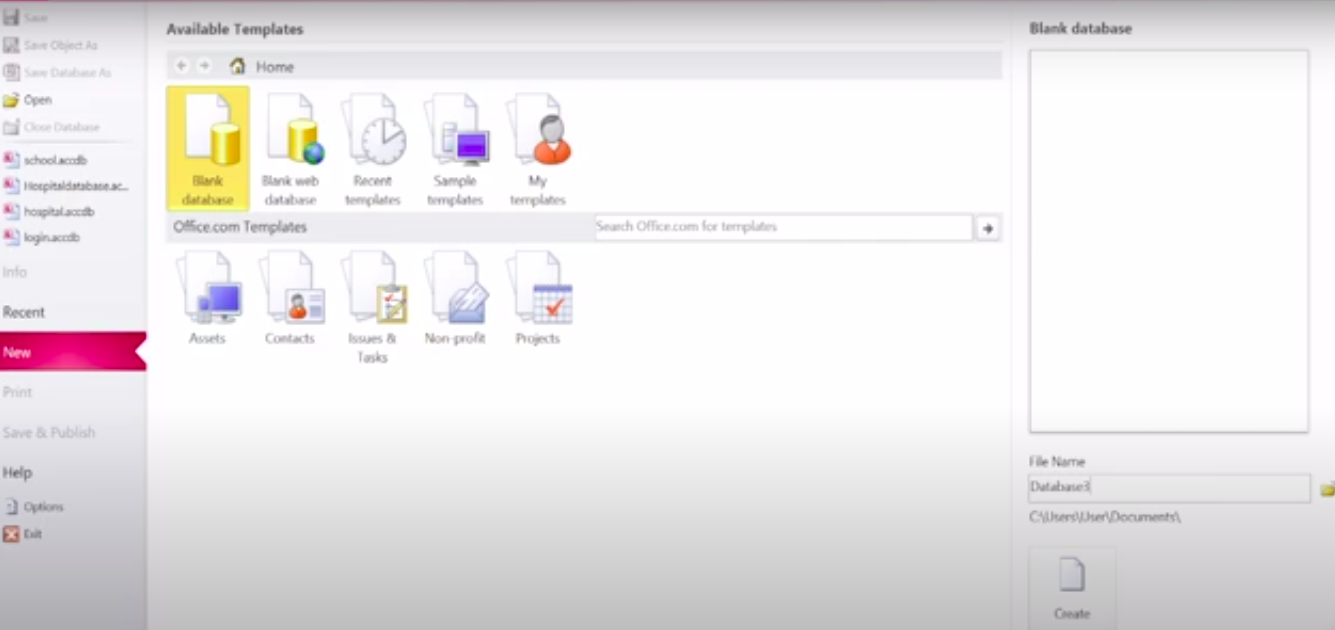 Save
Save Object As
Save Database As
Open
Close Database
school.accdb
Hospitaldatabase.ac...
hospital.accdb
login.accdb
Info
Recent
New
Print
Save & Publish
Help
Options
Exit
Available Templates
Home
Blank
database
Blank web
database
Recent
templates
Sample
templates
My
templates
Office.com Templates
Search Office.com for templates
Assets
Contacts
Issues &
Tasks
Non-profit
Projects
Blank database
File Name
Database3
C:\Users\User\Documents\
Create